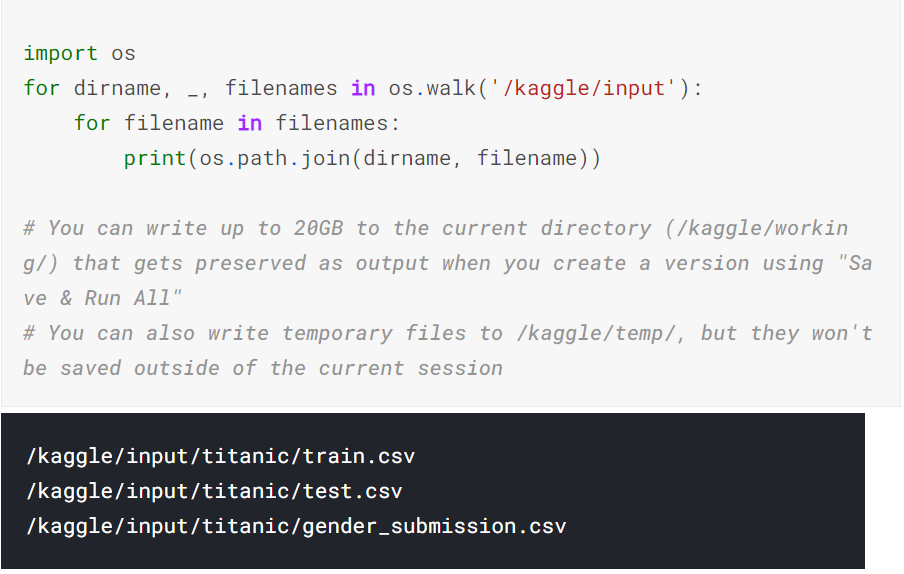 import os
for dirname, _, filenames in os.walk('/kaggle/input'):
    for filename in filenames:
        print(os.path.join(dirname, filename))

# You can write up to 20GB to the current directory (/kaggle/workin
g/) that gets preserved as output when you create a version using "Sa
ve & Run All"
# You can also write temporary files to /kaggle/temp/, but they won't
be saved outside of the current session
/kaggle/input/titanic/train.csv
/kaggle/input/titanic/test.csv
/kaggle/input/titanic/gender_submission.csv